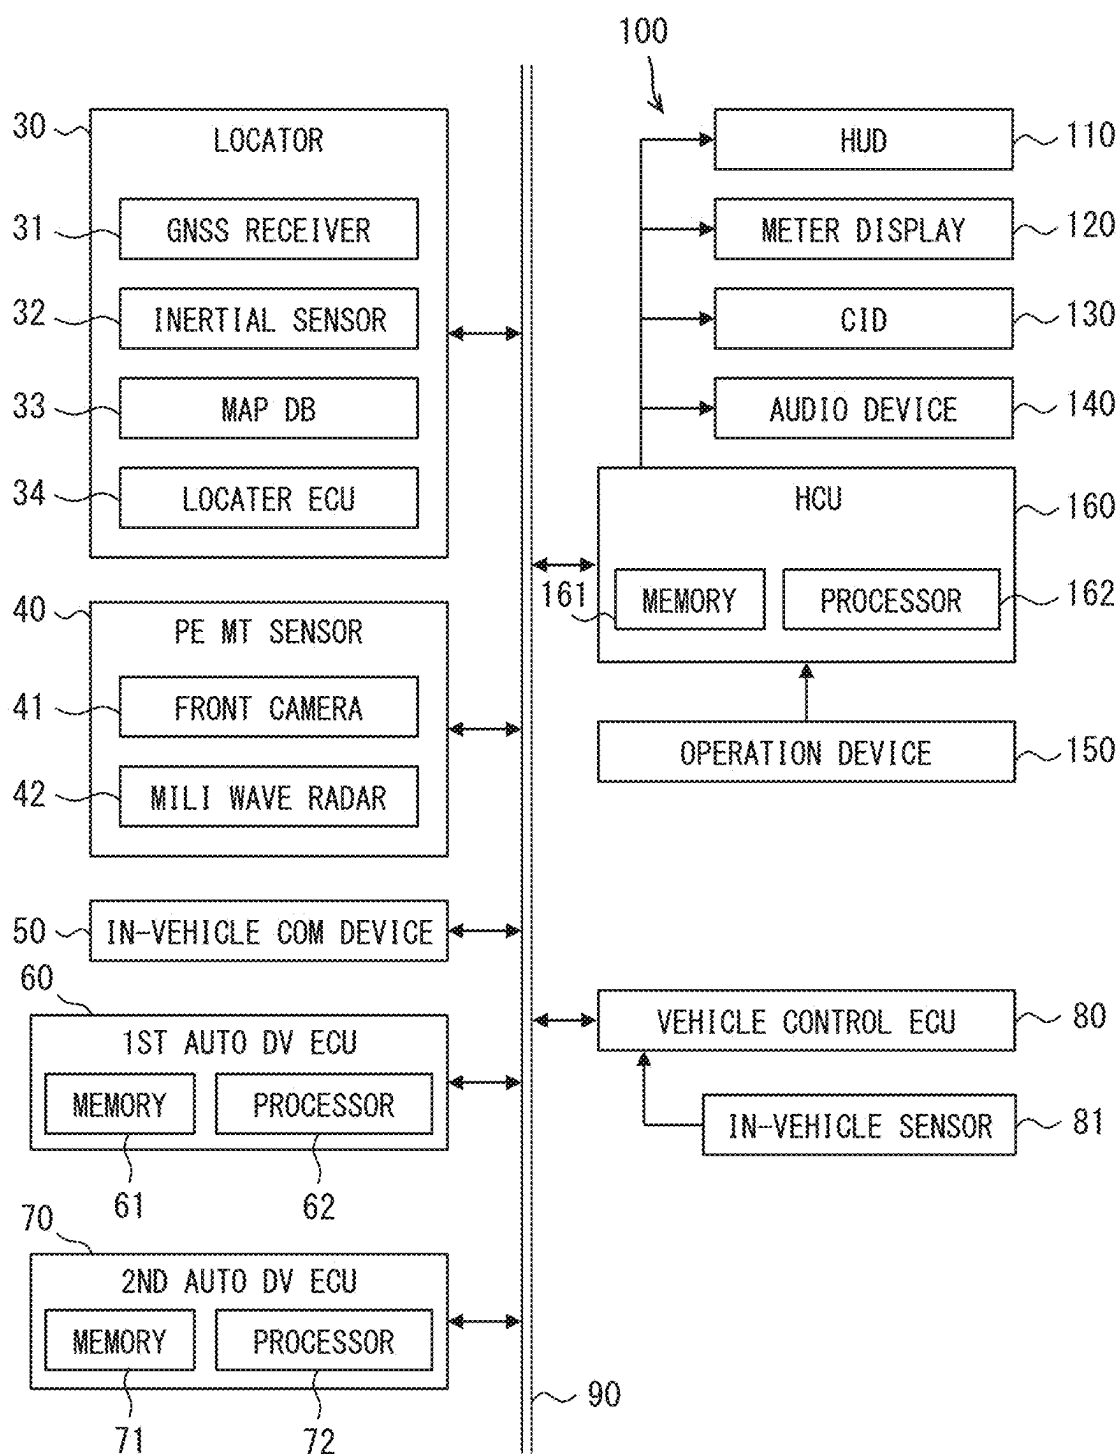 100
30
LOCATOR
31
GNSS RECEIVER
32
INERTIAL SENSOR
33
MAP DB
34
LOCATER ECU
40
PE MT SENSOR
41
FRONT CAMERA
42
MILI WAVE RADAR
50
IN-VEHICLE COM DEVICE
60
1ST AUTO DV ECU
MEMORY
PROCESSOR
61
62
70
2ND AUTO DV ECU
MEMORY
PROCESSOR
71
72
HUD
110
METER DISPLAY
120
CID
130
AUDIO DEVICE
140
HCU
160
161
MEMORY
PROCESSOR
162
OPERATION DEVICE
150
VEHICLE CONTROL ECU
80
IN-VEHICLE SENSOR
81
90